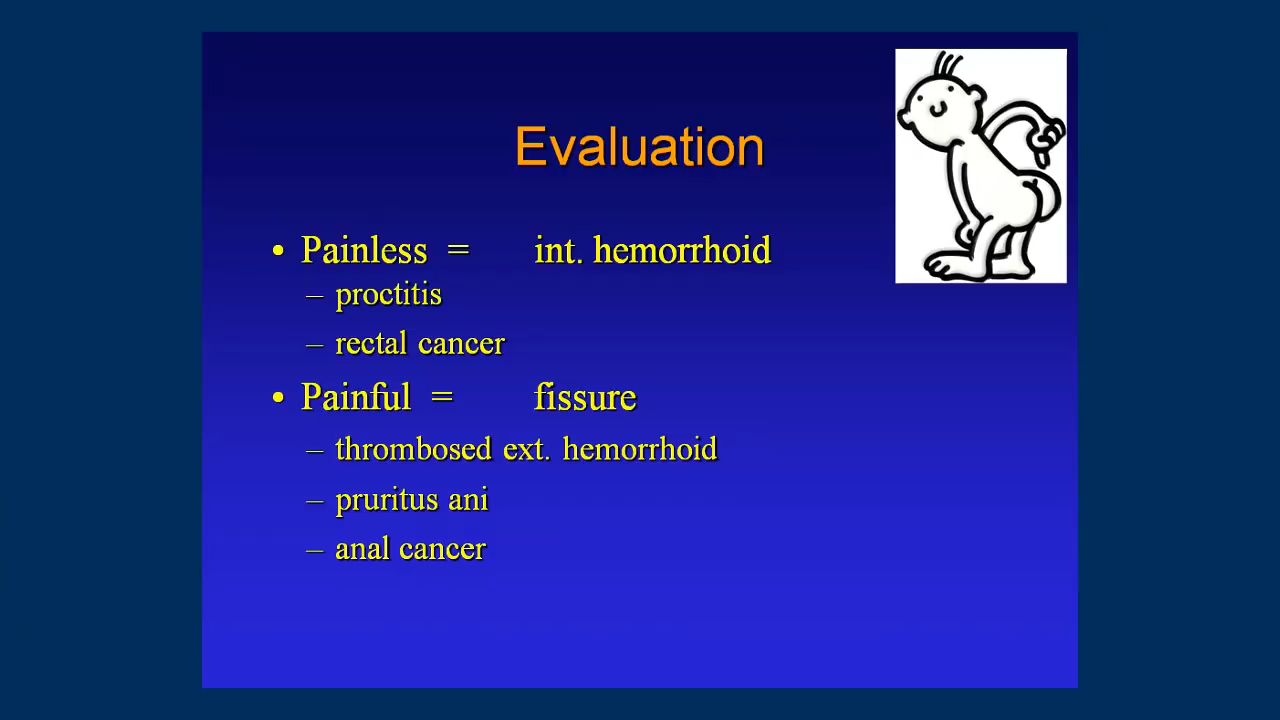 Evaluation
• Painless = int. hemorrhoid
– proctitis
– rectal cancer
• Painful = fissure
– thrombosed ext. hemorrhoid
– pruritus ani
– anal cancer